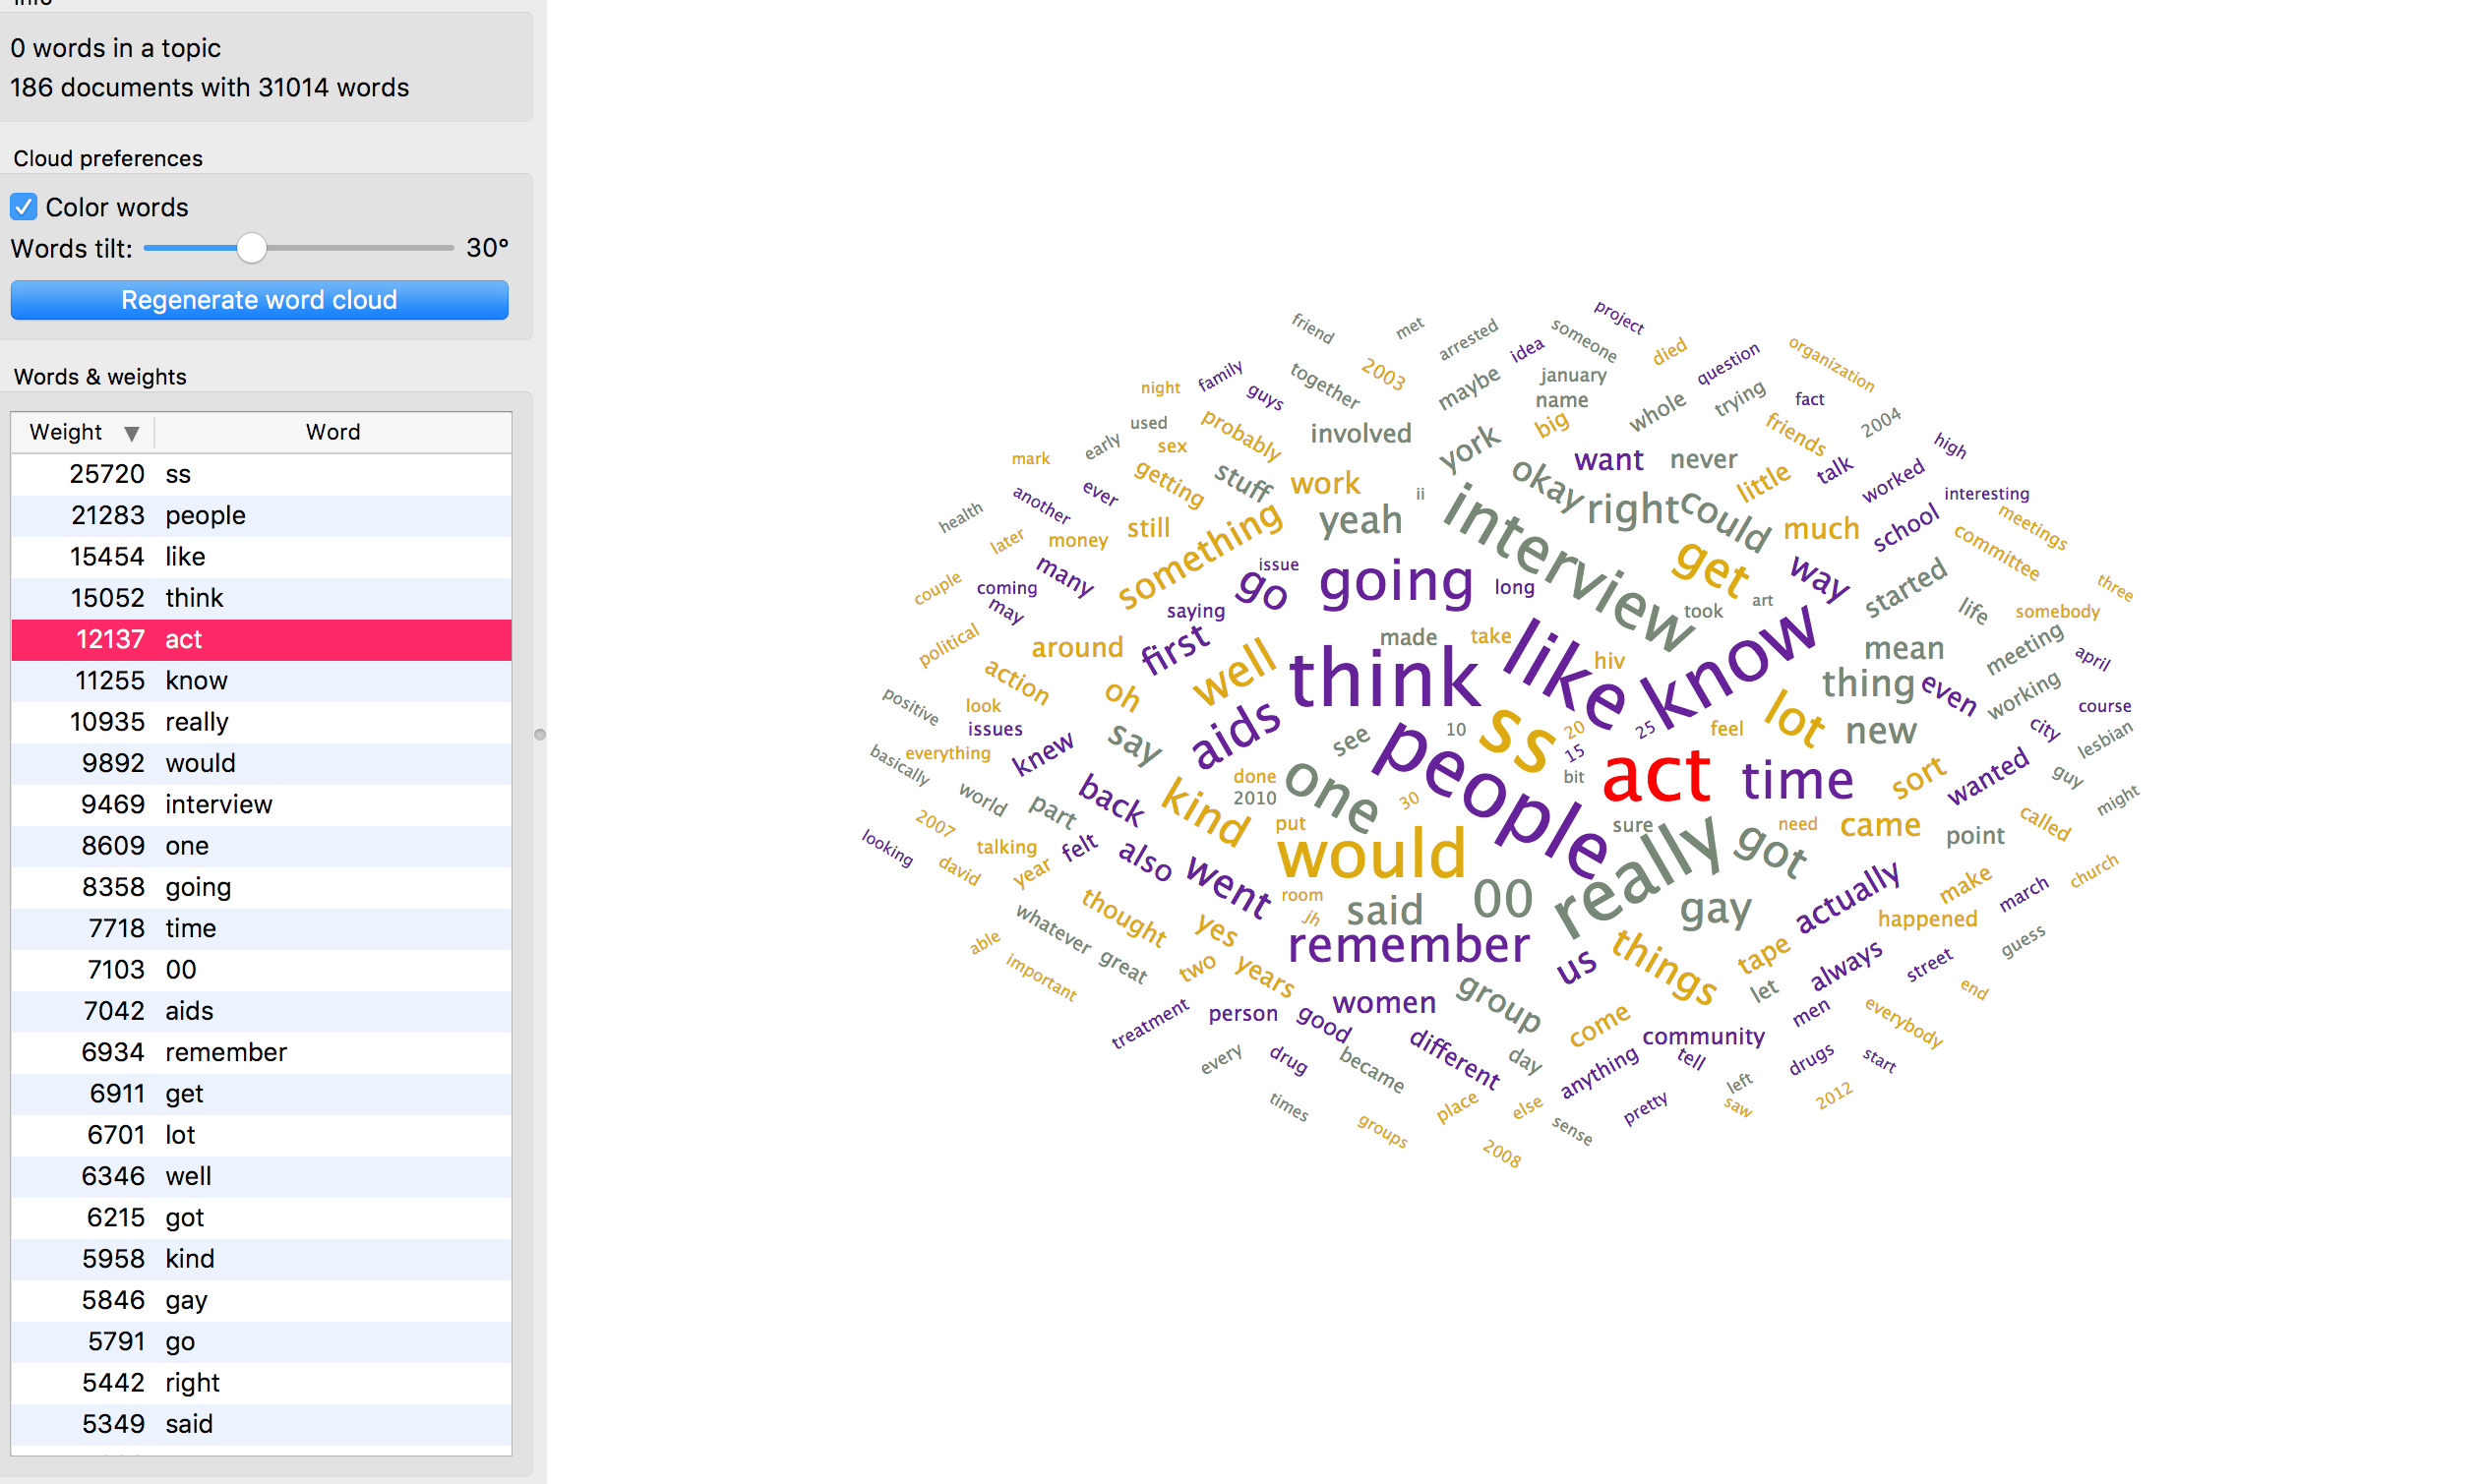 Info
0 words in a topic
186 documents with 31014 words
Cloud preferences
Color words
Words tilt: 30°
Regenerate word cloud
Words & weights
Weight Word
25720 ss
21283 people
15454 like
15052 think
12137 act
11255 know
10935 really
9892 would
9469 interview
8609 one
8358 going
7718 time
7103 00
7042 aids
6934 remember
6911 get
6701 lot
6346 well
6215 got
5958 kind
5846 gay
5791 go
5442 right
5349 said
project
friend
met
arrested
idea
someone
died
question
organization
2003
together
maybe
january
name
family
night
guys
whole
trying
fact
used
probably
involved
york
big
friends
2004
early
sex
mark
getting
stuff
work
ii
okay
want
never
little
talk
worked
high
another
ever
health
still
something
yeah
interview
right
could
much
school
interesting
meetings
committee
later
money
many
issue
go
going
long
get
way
started
three
couple
coming
may
saying
took
art
life
somebody
political
around
first
well
made
take
like
hiv
know
mean
meeting
april
action
oh
think
thing
even
working
positive
look
issues
aids
see
10
ss
20
15
25
feel
lot
new
city
course
lesbian
basically
everything
knew
say
people
bit
act
time
sort
wanted
guy
might
world
part
back
kind
done
2010
one
30
2007
looking
talking
felt
also
put
would
sure
really
got
need
came
point
called
david
year
went
room
jh
said
00
gay
actually
make
march
church
whatever
great
thought
yes
remember
us
things
tape
always
happened
guess
able
important
two
years
women
group
let
street
end
treatment
person
good
different
come
community
men
everybody
every
drug
became
day
anything
tell
drugs
start
times
groups
place
else
pretty
left
saw
2012
sense
2008